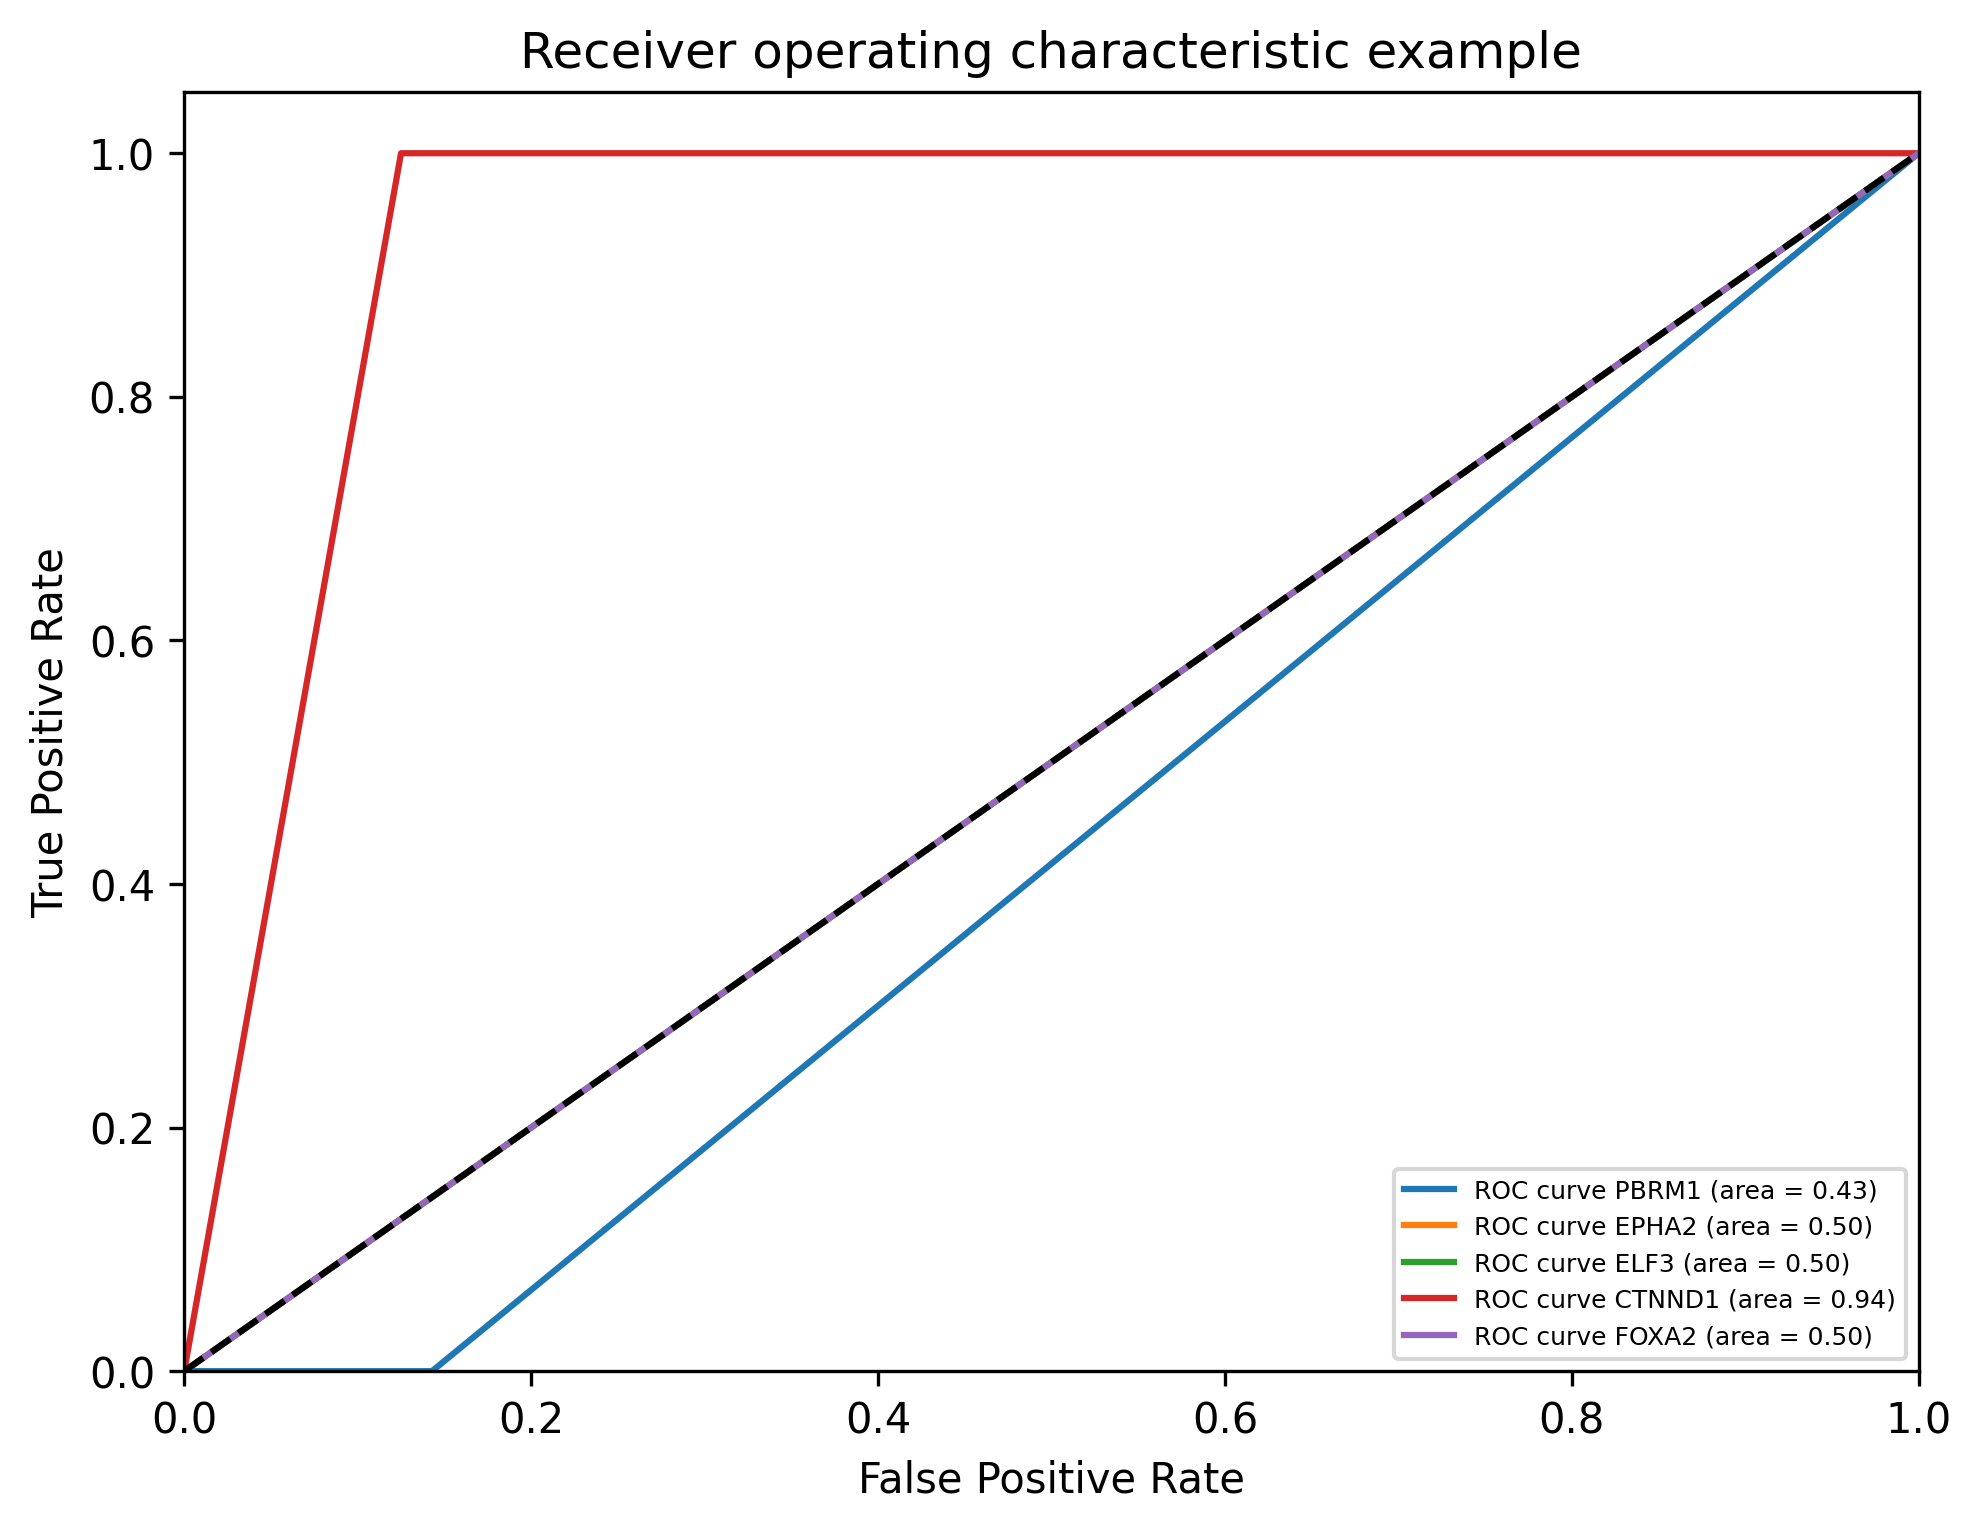 Receiver operating characteristic example
True Positive Rate
1.0
0.8
0.6
0.4
0.2
0.0
ROC curve PBRM1 (area = 0.43)
ROC curve EPHA2 (area = 0.50)
ROC curve ELF3 (area = 0.50)
ROC curve CTNND1 (area = 0.94)
ROC curve FOXA2 (area = 0.50)
0.0 0.2 0.4 0.6 0.8 1.0
False Positive Rate